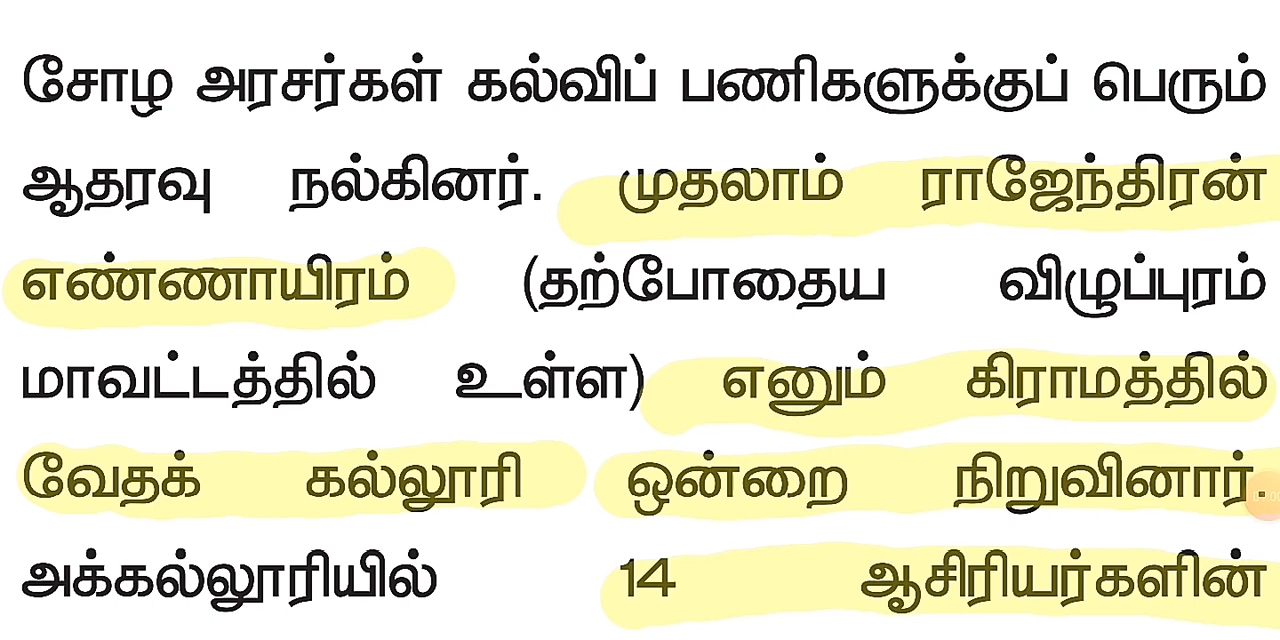 சோழ அரசர்கள் கல்விப் பணிகளுக்குப் பெரும்
ஆதரவு நல்கினர். முதலாம் ராஜேந்திரன்
எண்ணாயிரம் (தற்போதைய விழுப்புரம்
மாவட்டத்தில் உள்ள) எனும் கிராமத்தில்
வேதக் கல்லூரி ஒன்றை நிறுவினார்
அக்கல்லூரியில் 14 ஆசிரியர்களின்